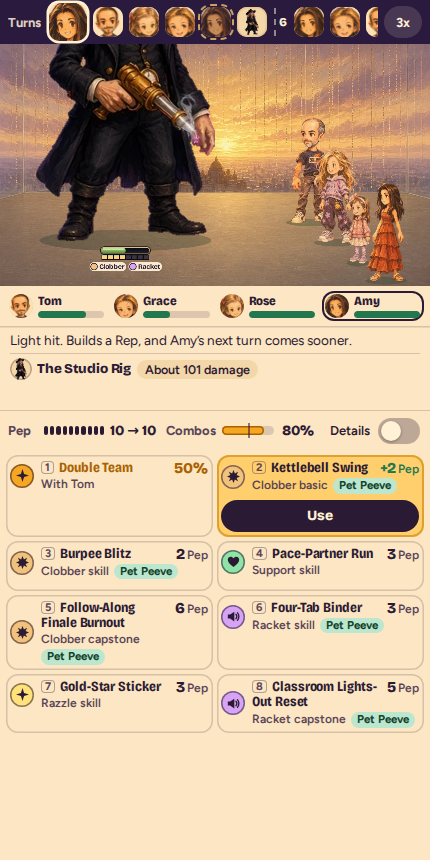 Turns
6
3x
Clobber Racket
Tom
Grace
Rose
Amy
Light hit. Builds a Rep, and Amy's next turn comes sooner.
The Studio Rig About 101 damage
Pep 10 → 10 Combos 80% Details
1 Double Team 50%
With Tom
2 Kettlebell Swing +2 Pep
Clobber basic Pet Peeve
Use
3 Burpee Blitz 2 Pep
Clobber skill Pet Peeve
4 Pace-Partner Run 3 Pep
Support skill
5 Follow-Along 6 Pep
Finale Burnout
Clobber capstone
Pet Peeve
6 Four-Tab Binder 3 Pep
Racket skill Pet Peeve
7 Gold-Star Sticker 3 Pep
Razzle skill
8 Classroom Lights- 5 Pep
Out Reset
Racket capstone Pet Peeve